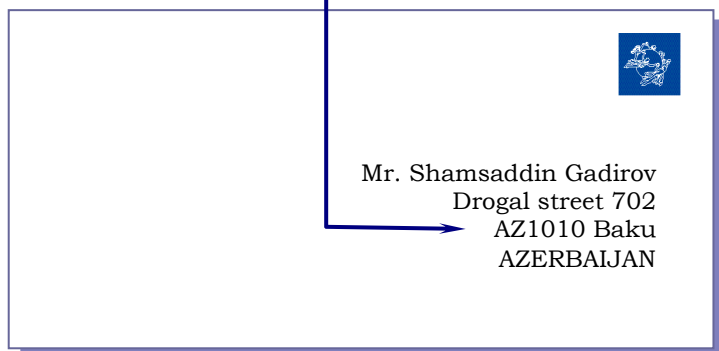 Mr. Shamsaddin Gadirov
Drogal street 702
AZ1010 Baku
AZERBAIJAN